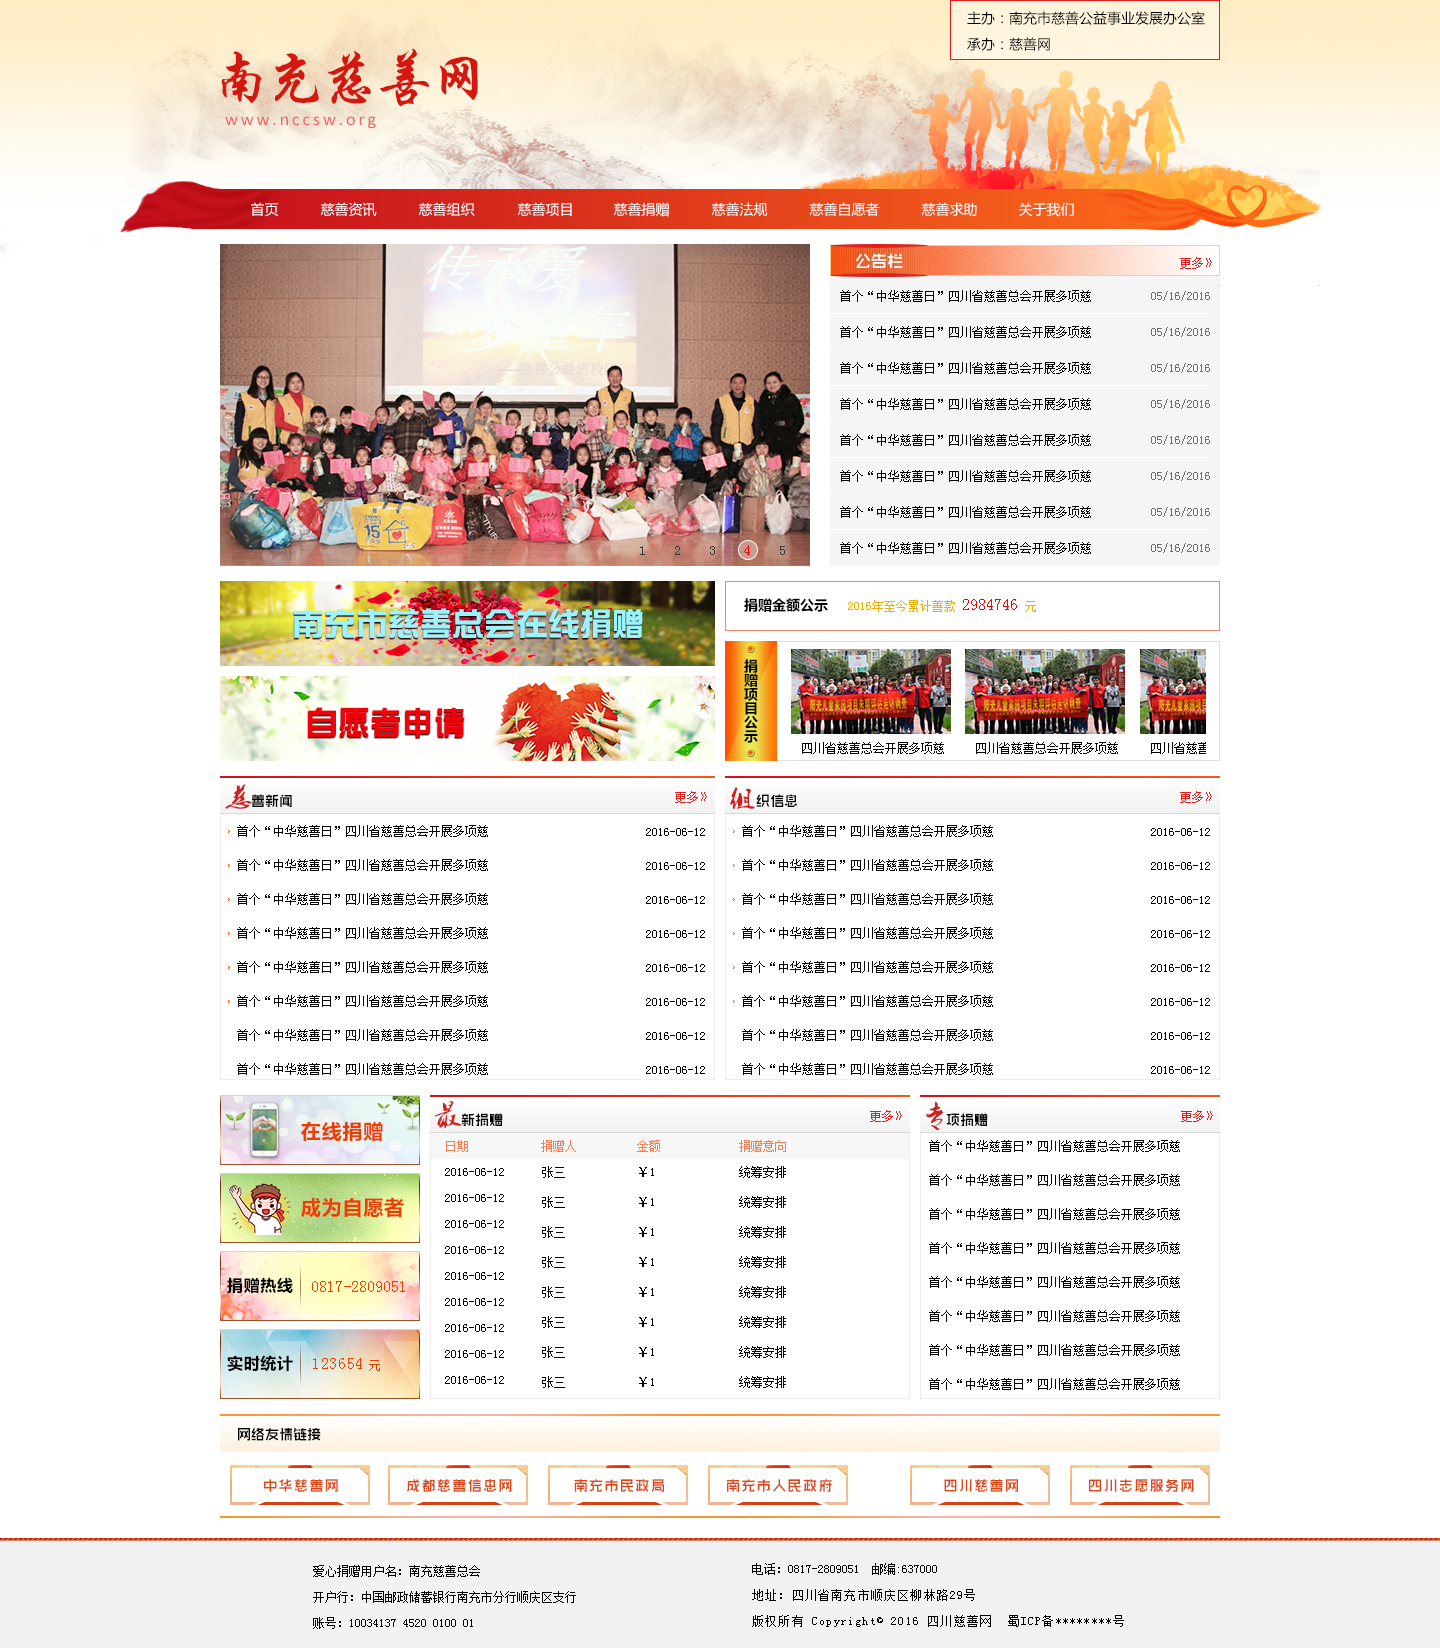 主办：南充市慈善公益事业发展办公室
承办：慈善网
南充慈善网
www.nccsw.org
首页 慈善资讯 慈善组织 慈善项目 慈善捐赠 慈善法规 慈善自愿者 慈善求助 关于我们
传承爱
1 2 3 4 5
公告栏 更多》
首个“中华慈善日”四川省慈善总会开展多项慈 05/16/2016
首个“中华慈善日”四川省慈善总会开展多项慈 05/16/2016
首个“中华慈善日”四川省慈善总会开展多项慈 05/16/2016
首个“中华慈善日”四川省慈善总会开展多项慈 05/16/2016
首个“中华慈善日”四川省慈善总会开展多项慈 05/16/2016
首个“中华慈善日”四川省慈善总会开展多项慈 05/16/2016
首个“中华慈善日”四川省慈善总会开展多项慈 05/16/2016
首个“中华慈善日”四川省慈善总会开展多项慈 05/16/2016
南充市慈善总会在线捐赠
自愿者申请
捐赠金额公示 2016年至今累计善款 2984746 元
捐赠项目公示
四川省慈善总会开展多项慈 四川省慈善总会开展多项慈 四川省慈善
慈善新闻 更多》
首个“中华慈善日”四川省慈善总会开展多项慈 2016-06-12
首个“中华慈善日”四川省慈善总会开展多项慈 2016-06-12
首个“中华慈善日”四川省慈善总会开展多项慈 2016-06-12
首个“中华慈善日”四川省慈善总会开展多项慈 2016-06-12
首个“中华慈善日”四川省慈善总会开展多项慈 2016-06-12
首个“中华慈善日”四川省慈善总会开展多项慈 2016-06-12
首个“中华慈善日”四川省慈善总会开展多项慈 2016-06-12
首个“中华慈善日”四川省慈善总会开展多项慈 2016-06-12
组织信息 更多》
首个“中华慈善日”四川省慈善总会开展多项慈 2016-06-12
首个“中华慈善日”四川省慈善总会开展多项慈 2016-06-12
首个“中华慈善日”四川省慈善总会开展多项慈 2016-06-12
首个“中华慈善日”四川省慈善总会开展多项慈 2016-06-12
首个“中华慈善日”四川省慈善总会开展多项慈 2016-06-12
首个“中华慈善日”四川省慈善总会开展多项慈 2016-06-12
首个“中华慈善日”四川省慈善总会开展多项慈 2016-06-12
首个“中华慈善日”四川省慈善总会开展多项慈 2016-06-12
在线捐赠
成为自愿者
捐赠热线 0817-2809051
实时统计 123654 元
最新捐赠 更多》
日期 捐赠人 金额 捐赠意向
2016-06-12 张三 ￥1 统筹安排
2016-06-12 张三 ￥1 统筹安排
2016-06-12 张三 ￥1 统筹安排
2016-06-12 张三 ￥1 统筹安排
2016-06-12 张三 ￥1 统筹安排
2016-06-12 张三 ￥1 统筹安排
2016-06-12 张三 ￥1 统筹安排
2016-06-12 张三 ￥1 统筹安排
2016-06-12
专项捐赠 更多》
首个“中华慈善日”四川省慈善总会开展多项慈
首个“中华慈善日”四川省慈善总会开展多项慈
首个“中华慈善日”四川省慈善总会开展多项慈
首个“中华慈善日”四川省慈善总会开展多项慈
首个“中华慈善日”四川省慈善总会开展多项慈
首个“中华慈善日”四川省慈善总会开展多项慈
首个“中华慈善日”四川省慈善总会开展多项慈
首个“中华慈善日”四川省慈善总会开展多项慈
网络友情链接
中华慈善网 成都慈善信息网 南充市民政局 南充市人民政府 四川慈善网 四川志愿服务网
爱心捐赠用户名：南充慈善总会
开户行：中国邮政储蓄银行南充市分行顺庆区支行
账号：10034137 4520 0100 01
电话：0817-2809051 邮编:637000
地址：四川省南充市顺庆区柳林路29号
版权所有 Copyright© 2016 四川慈善网 蜀ICP备********号